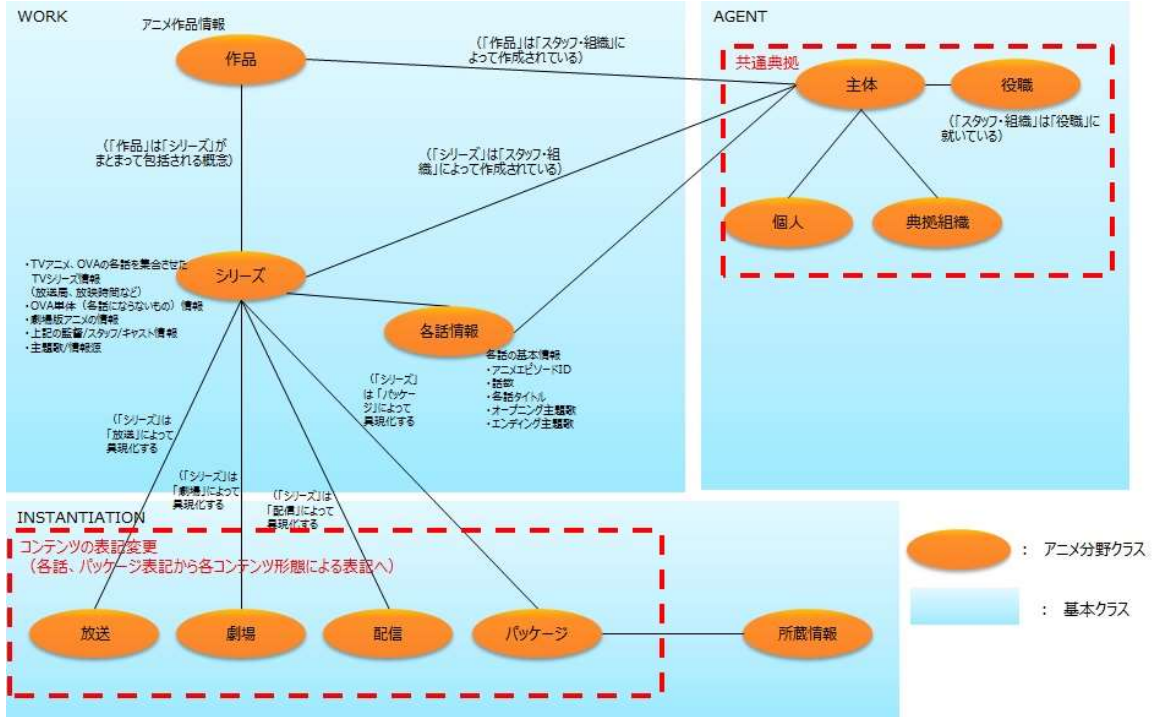 WORK
アニメ作品情報
作品
(「作品」は「スタッフ・組織」に
よって作成されている)
(「作品」は「シリーズ」が
まとまって包括される概念)
(「シリーズ」は「スタッフ・組
織」によって作成されている)
シリーズ
・TVアニメ、OVAの各話を集合させた
TVシリーズ情報
(放送局、放映時間など)
・OVA単体(各話にならないもの)情報
・劇場版アニメの情報
・上記の監督/スタッフ/キャスト情報
・主題歌/情報源
各話情報
各話の基本情報
・アニメエピソードID
・話数
・各話タイトル
・オープニング主題歌
・エンディング主題歌
(「シリーズ」
は「パッケー
ジ」によって
具現化する
(「シリーズ」は
「放送」によって
具現化する
(「シリーズ」は
「劇場」によって
具現化する
(「シリーズ」は
「配信」によって
具現化する
AGENT
共通典拠
主体
役職
(「スタッフ・組織」は「役職」に
就いている)
個人
典拠組織
INSTANTIATION
コンテンツの表記変更
(各話、パッケージ表記から各コンテンツ形態による表記へ)
放送
劇場
配信
パッケージ
所蔵情報
: アニメ分野クラス
: 基本クラス